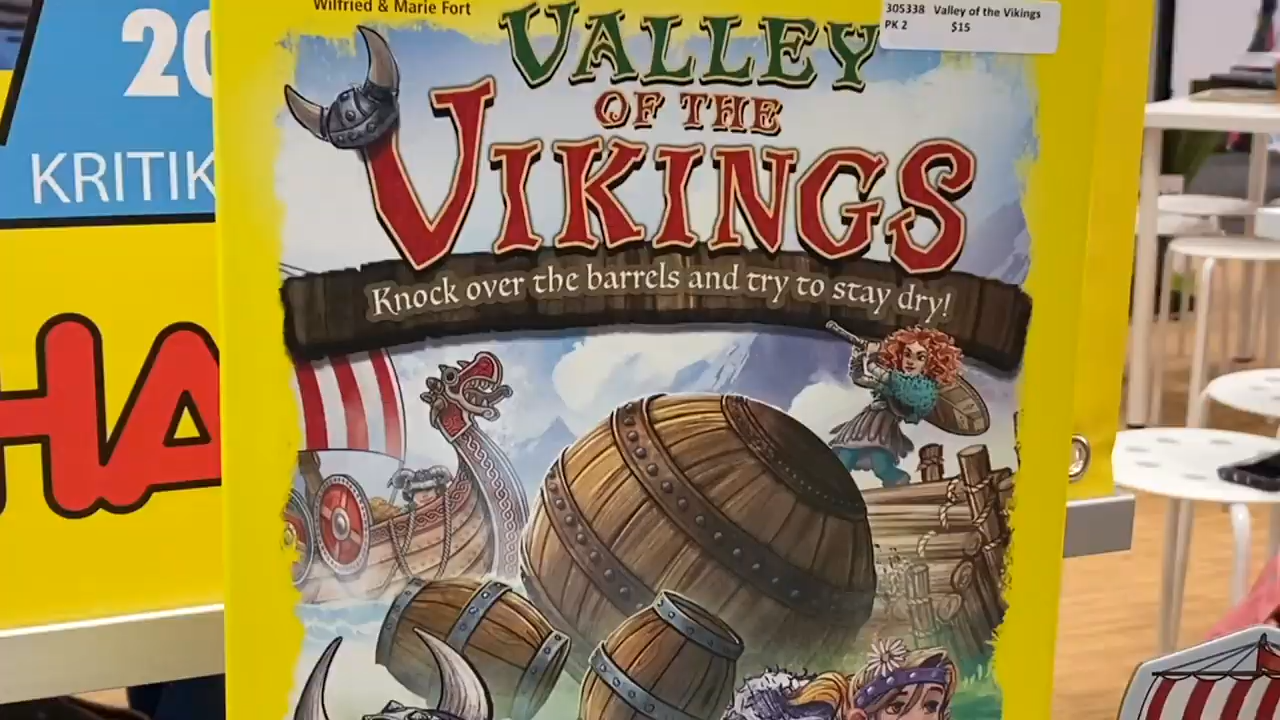 Wilfried & Marie Fort
305338 Valley of the Vikings
PK 2 $15
VALLEY
OF THE
VIKINGS
Knock over the barrels and try to stay dry!
20
KRITIK
HA